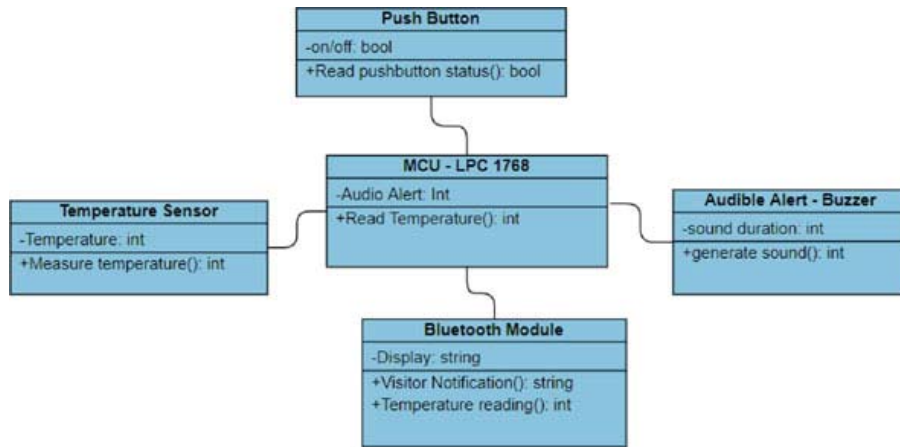 Push Button
-on/off: bool
+Read pushbutton status(): bool
MCU - LPC 1768
-Audio Alert: Int
+Read Temperature(): int
Temperature Sensor
-Temperature: int
+Measure temperature(): int
Audible Alert - Buzzer
-sound duration: int
+generate sound(): int
Bluetooth Module
-Display: string
+Visitor Notification(): string
+Temperature reading(): int